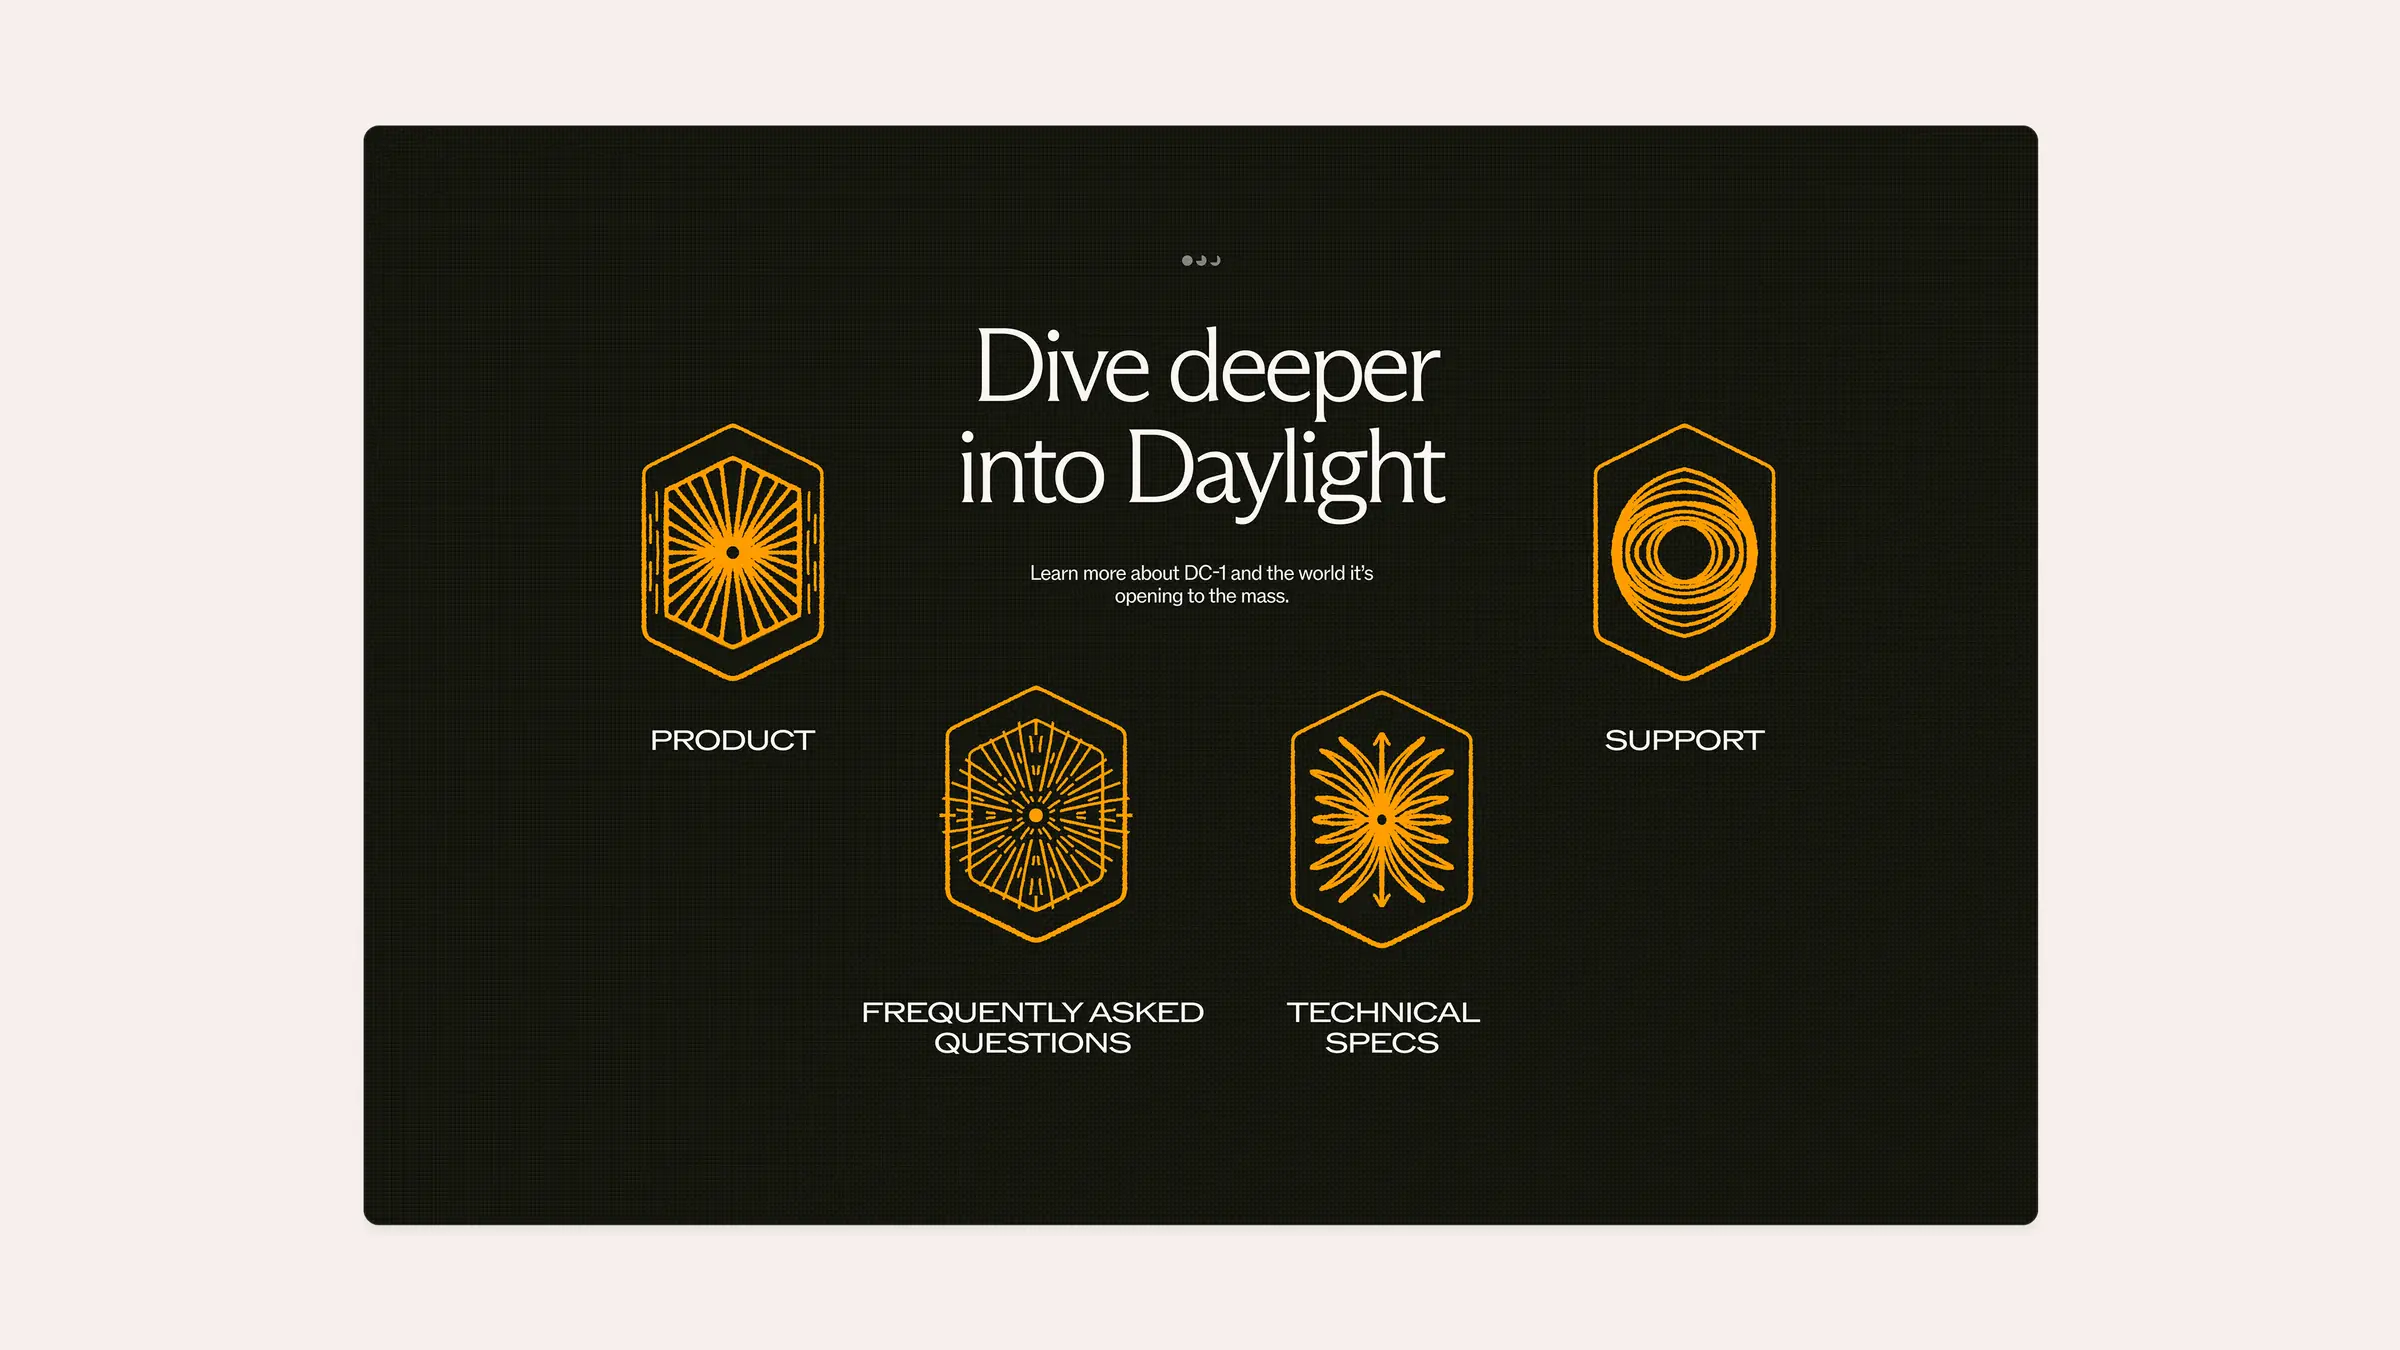 Dive deeper
into Daylight
Learn more about DC-1 and the world it's
opening to the mass.
PRODUCT
SUPPORT
FREQUENTLY ASKED
QUESTIONS
TECHNICAL
SPECS